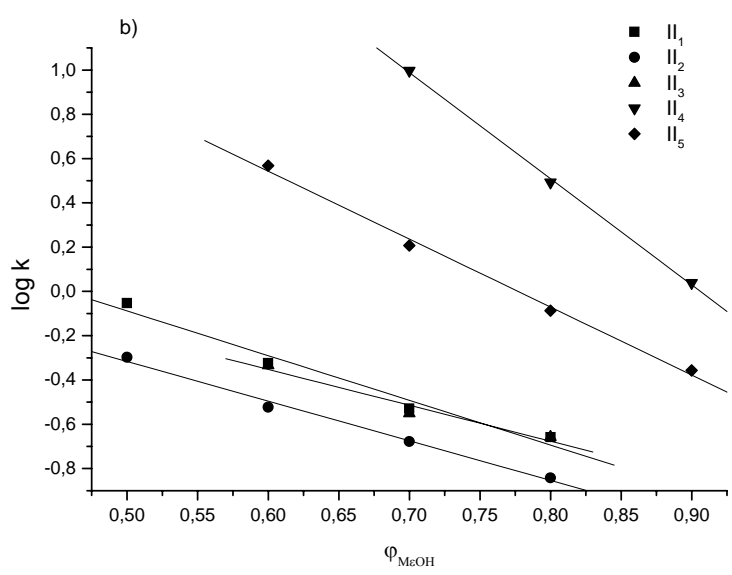 b)
II₁
II₂
II₃
II₄
II₅
1,0
0,8
0,6
0,4
0,2
0,0
-0,2
-0,4
-0,6
-0,8
log k
0,50 0,55 0,60 0,65 0,70 0,75 0,80 0,85 0,90
φMεOH